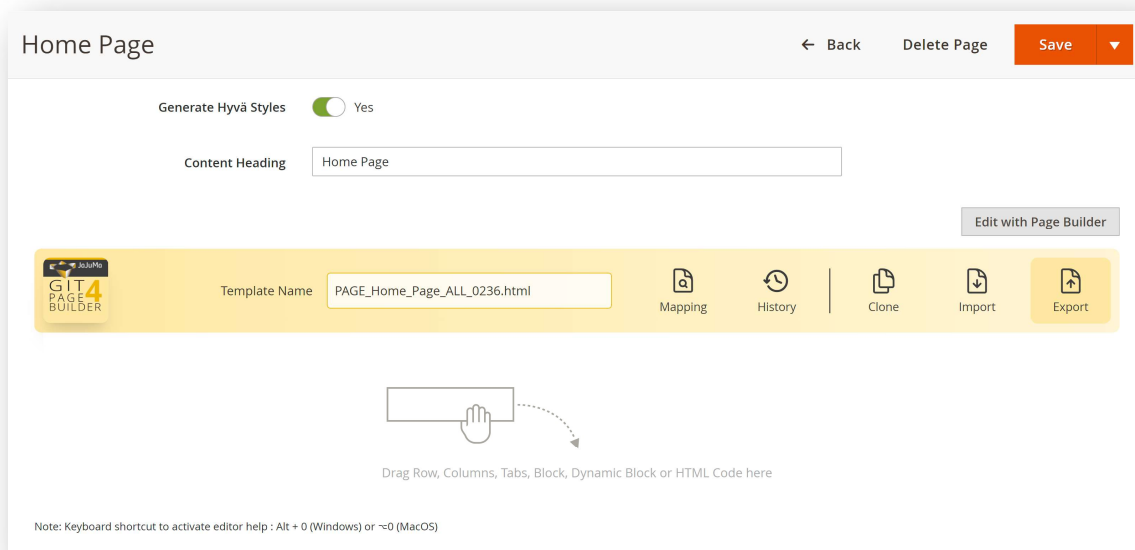 Home Page
← Back
Delete Page
Save
Generate Hyvä Styles
Yes
Content Heading
Home Page
Edit with Page Builder
JaJuMa
GIT 4
PAGE
BUILDER
Template Name
PAGE_Home_Page_ALL_0236.html
Mapping
History
Clone
Import
Export
Drag Row, Columns, Tabs, Block, Dynamic Block or HTML Code here
Note: Keyboard shortcut to activate editor help : Alt + 0 (Windows) or ⌥0 (MacOS)